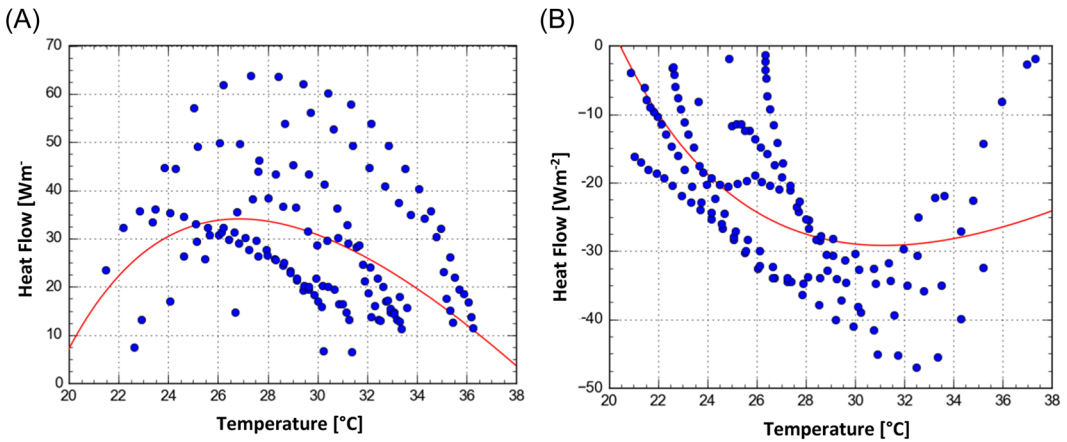 (A)
(B)
70
60
50
40
30
20
10
0
Heat Flow [Wm⁻
20 22 24 26 28 30 32 34 36 38
Temperature [°C]
0
−10
−20
−30
−40
−50
Heat Flow [Wm⁻²]
20 22 24 26 28 30 32 34 36 38
Temperature [°C]